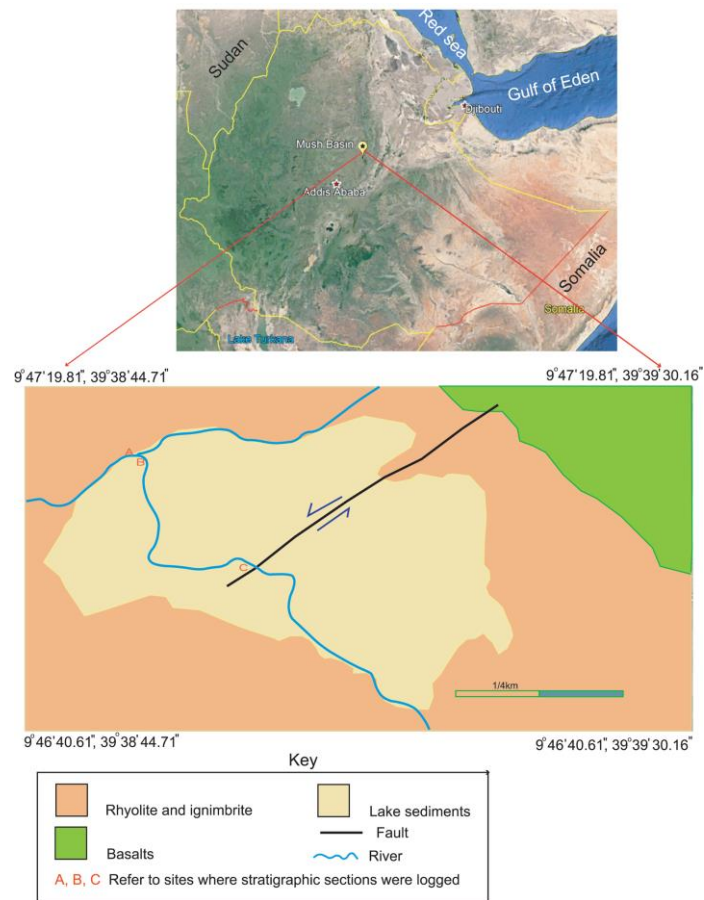 Red sea
Sudan
Gulf of Eden
Djibouti
Mush Basin
Addis Ababa
Somalia
Somalia
Lake Turkana
9°47'19.81", 39°38'44.71"
9°47'19.81", 39°39'30.16"
A
B
C
1/4km
9°46'40.61", 39°38'44.71"
9°46'40.61", 39°39'30.16"
Key
Rhyolite and ignimbrite
Lake sediments
Fault
Basalts
River
A, B, C Refer to sites where stratigraphic sections were logged